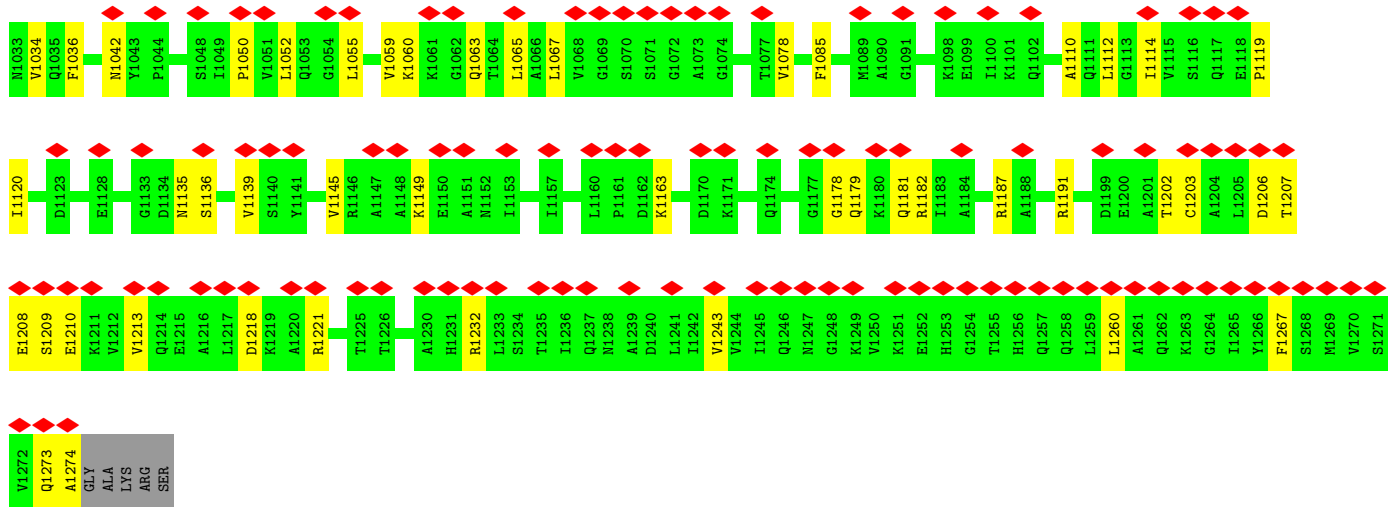 N1033 V1034 Q1035 F1036 N1042 Y1043 P1044 S1048 I1049 P1050 V1051 L1052 Q1053 G1054 L1055 V1059 K1060 K1061 G1062 Q1063 T1064 L1065 A1066 L1067 V1068 G1069 S1070 S1071 G1072 A1073 G1074 T1077 V1078 F1085 M1089 A1090 G1091 K1098 E1099 I1100 K1101 Q1102 A1110 Q1111 L1112 G1113 I1114 V1115 S1116 Q1117 E1118 P1119
I1120 D1123 E1128 G1133 D1134 N1135 S1136 V1139 S1140 Y1141 V1145 R1146 A1147 A1148 K1149 E1150 A1151 N1152 I1153 I1157 L1160 P1161 D1162 K1163 D1170 K1171 Q1174 G1177 G1178 Q1179 K1180 Q1181 R1182 I1183 A1184 R1187 A1188 R1191 D1199 E1200 A1201 T1202 C1203 A1204 L1205 D1206 T1207
E1208 S1209 E1210 K1211 V1212 V1213 Q1214 E1215 A1216 L1217 D1218 K1219 A1220 R1221 T1225 T1226 A1230 H1231 R1232 L1233 S1234 T1235 I1236 Q1237 N1238 A1239 D1240 L1241 I1242 V1243 V1244 I1245 Q1246 N1247 G1248 K1249 V1250 K1251 E1252 H1253 G1254 T1255 H1256 Q1257 Q1258 L1259 L1260 A1261 Q1262 K1263 G1264 I1265 Y1266 F1267 S1268 M1269 V1270 S1271
V1272 Q1273 A1274 GLY ALA LYS ARG SER